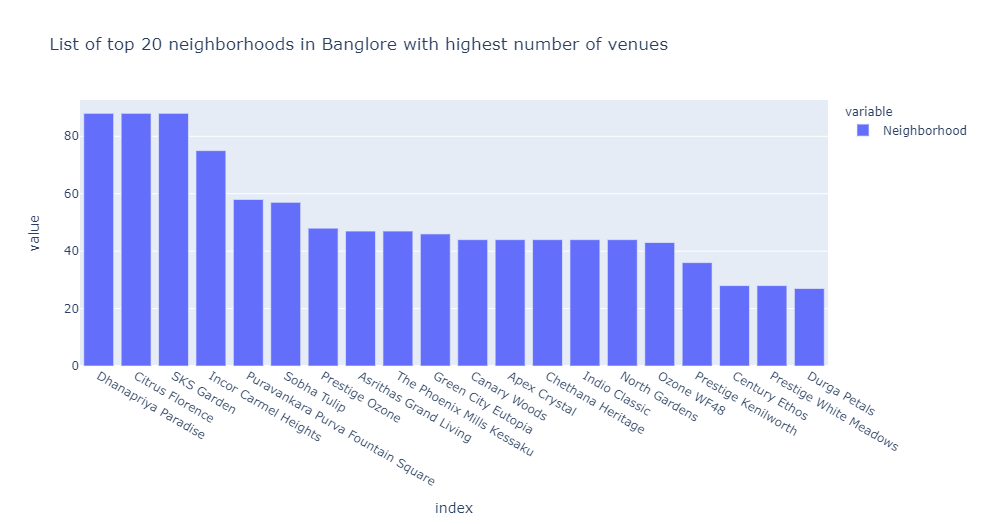 List of top 20 neighborhoods in Banglore with highest number of venues
variable
Neighborhood
value
80
60
40
20
0
Dhanapriya Paradise
Citrus Florence
SKS Garden
Incor Carmel Heights
Puravankara Purva Fountain Square
Sobha Tulip
Prestige Ozone
Asrithas Grand Living
The Phoenix Mills Kessaku
Green City Eutopia
Canary Woods
Apex Crystal
Chethana Heritage
Indio Classic
North Gardens
Ozone WF48
Prestige Kenilworth
Century Ethos
Prestige White Meadows
Durga Petals
index